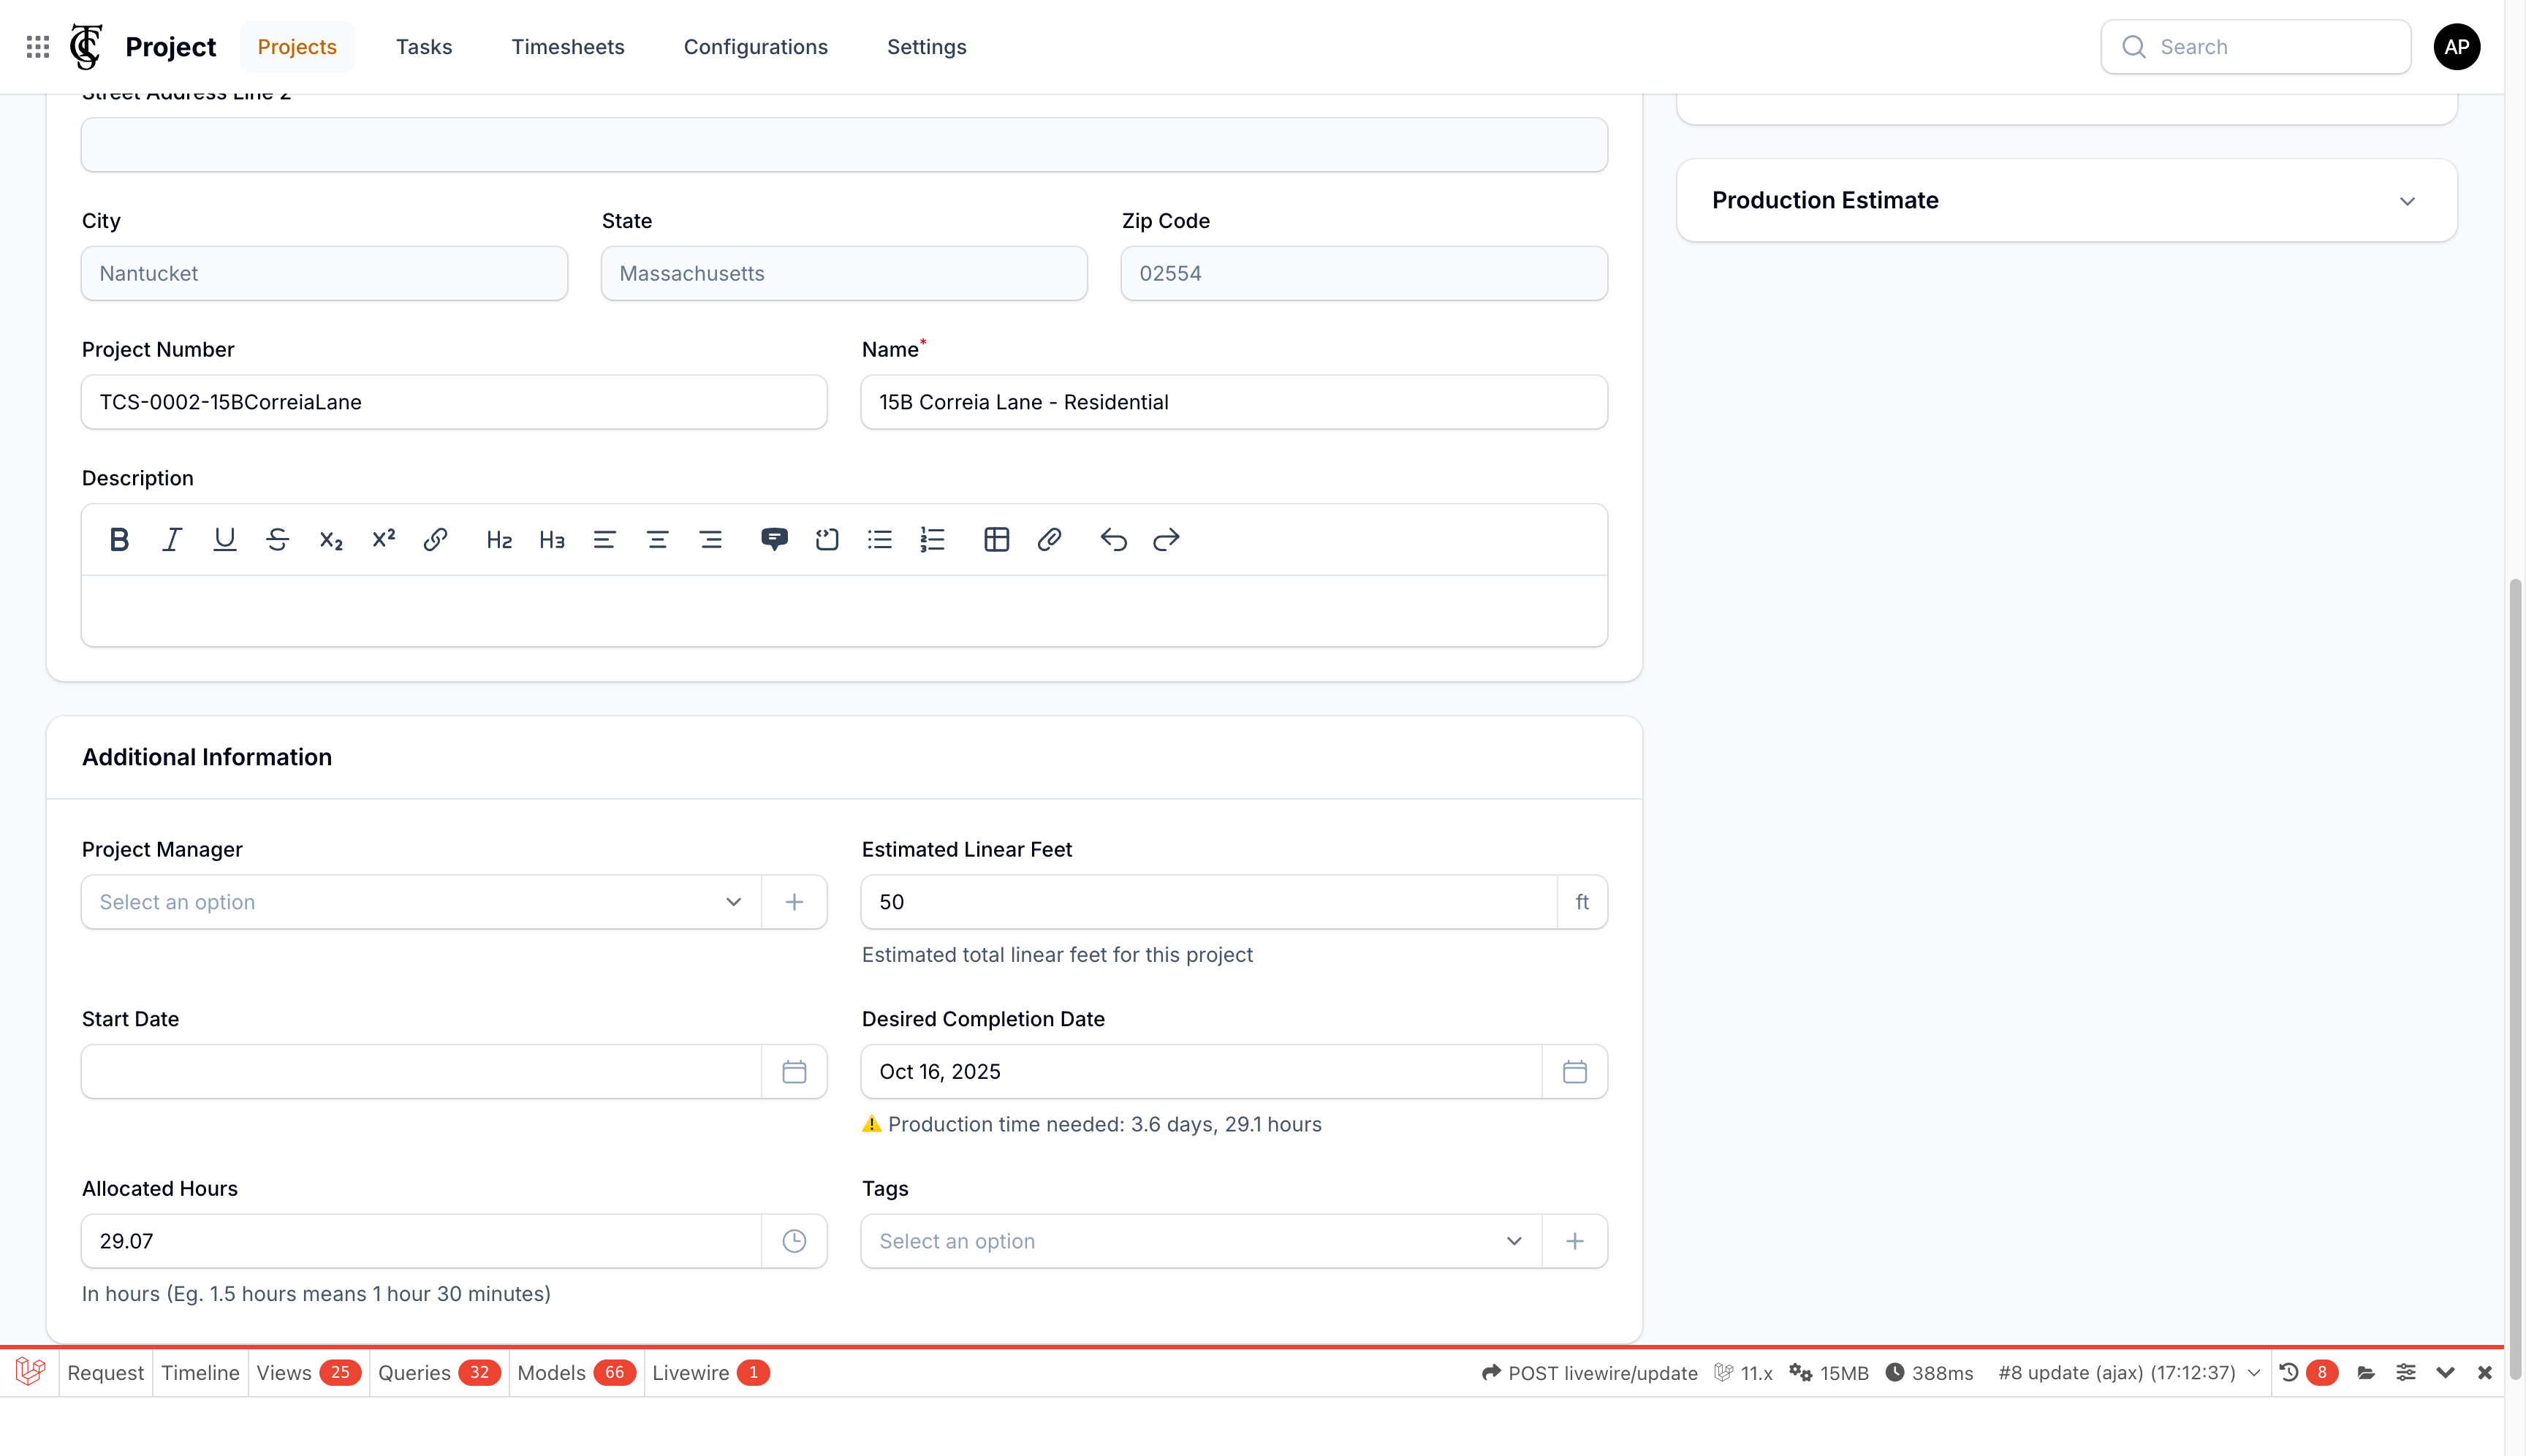 Project
Projects
Tasks
Timesheets
Configurations
Settings
Search
AP
Street Address Line 2
Production Estimate
City
State
Zip Code
Nantucket
Massachusetts
02554
Project Number
Name*
TCS-0002-15BCorreiaLane
15B Correia Lane - Residential
Description
B I U S x₂ x² H2 H3
Additional Information
Project Manager
Estimated Linear Feet
Select an option
50
ft
Estimated total linear feet for this project
Start Date
Desired Completion Date
Oct 16, 2025
Production time needed: 3.6 days, 29.1 hours
Allocated Hours
Tags
29.07
Select an option
In hours (Eg. 1.5 hours means 1 hour 30 minutes)
Request
Timeline
Views 25
Queries 32
Models 66
Livewire 1
POST livewire/update
11.x
15MB
388ms
#8 update (ajax) (17:12:37)
8